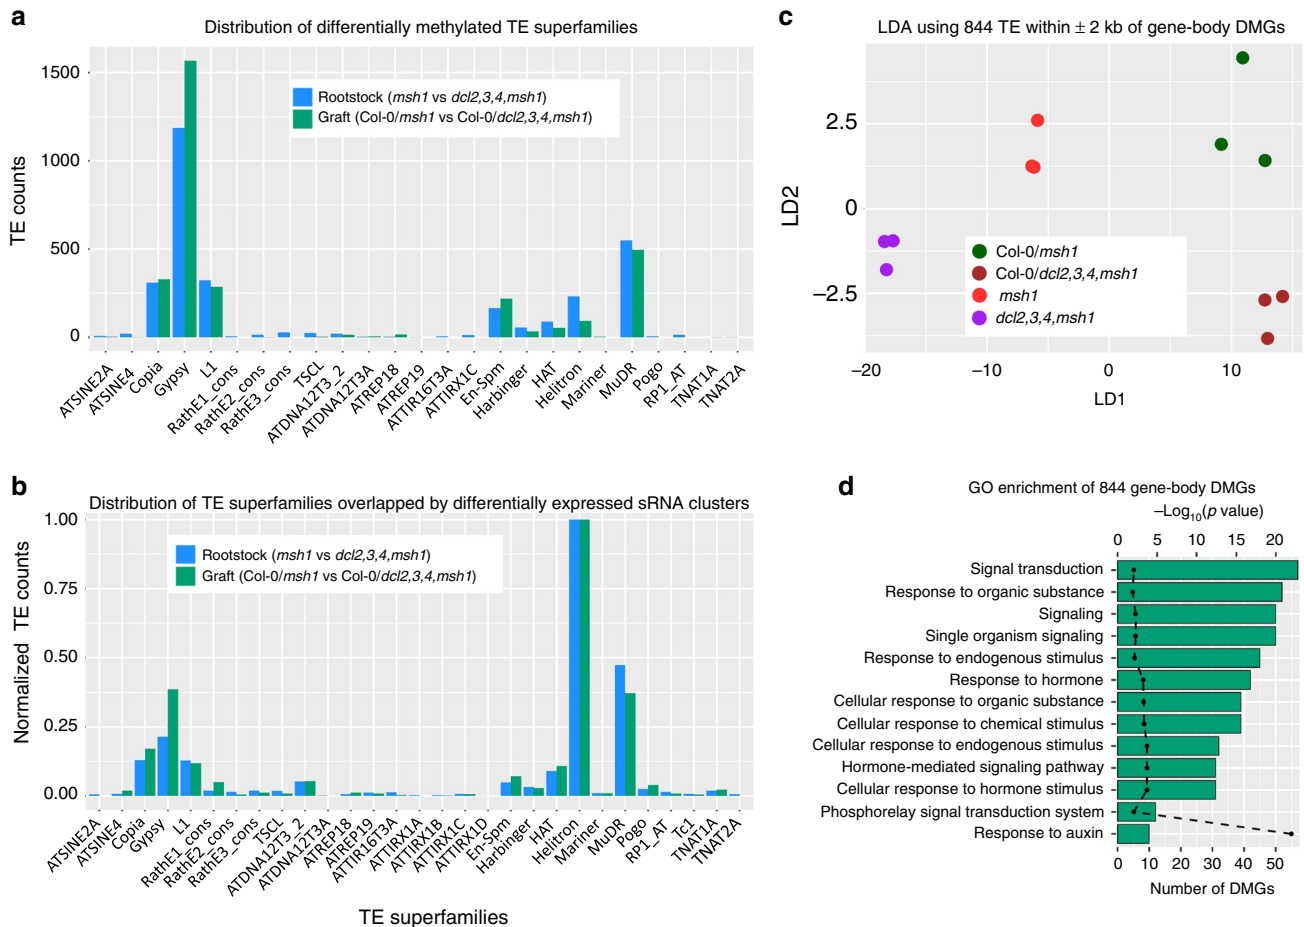 a
Distribution of differentially methylated TE superfamilies
1500
1000
500
0
TE counts
Rootstock (msh1 vs dcl2,3,4,msh1)
Graft (Col-0/msh1 vs Col-0/dcl2,3,4,msh1)
ATSINE2A
ATSINE4
Copia
Gypsy
L1
RathE1_cons
RathE2_cons
RathE3_cons
TSCL
ATDNA12T3_2
ATDNA12T3A
ATREP18
ATREP19
ATTIR16T3A
ATTIRX1C
En-Spm
Harbinger
HAT
Helitron
Mariner
MuDR
Pogo
RP1_AT
TNAT1A
TNAT2A
b
Distribution of TE superfamilies overlapped by differentially expressed sRNA clusters
1.00
0.75
0.50
0.25
0.00
Normalized TE counts
Rootstock (msh1 vs dcl2,3,4,msh1)
Graft (Col-0/msh1 vs Col-0/dcl2,3,4,msh1)
ATSINE2A
ATSINE4
Copia
Gypsy
L1
RathE1_cons
RathE2_cons
RathE3_cons
TSCL
ATDNA12T3_2
ATDNA12T3A
ATREP18
ATREP19
ATTIR16T3A
ATTIRX1A
ATTIRX1B
ATTIRX1C
ATTIRX1D
En-Spm
Harbinger
HAT
Helitron
Mariner
MuDR
Pogo
RP1_AT
Tc1
TNAT1A
TNAT2A
TE superfamilies
c
LDA using 844 TE within ± 2 kb of gene-body DMGs
2.5
0
−2.5
LD2
Col-0/msh1
Col-0/dcl2,3,4,msh1
msh1
dcl2,3,4,msh1
−20
−10
0
10
LD1
d
GO enrichment of 844 gene-body DMGs
–Log10(p value)
0 5 10 15 20
Signal transduction
Response to organic substance
Signaling
Single organism signaling
Response to endogenous stimulus
Response to hormone
Cellular response to organic substance
Cellular response to chemical stimulus
Cellular response to endogenous stimulus
Hormone-mediated signaling pathway
Cellular response to hormone stimulus
Phosphorelay signal transduction system
Response to auxin
0 10 20 30 40 50
Number of DMGs